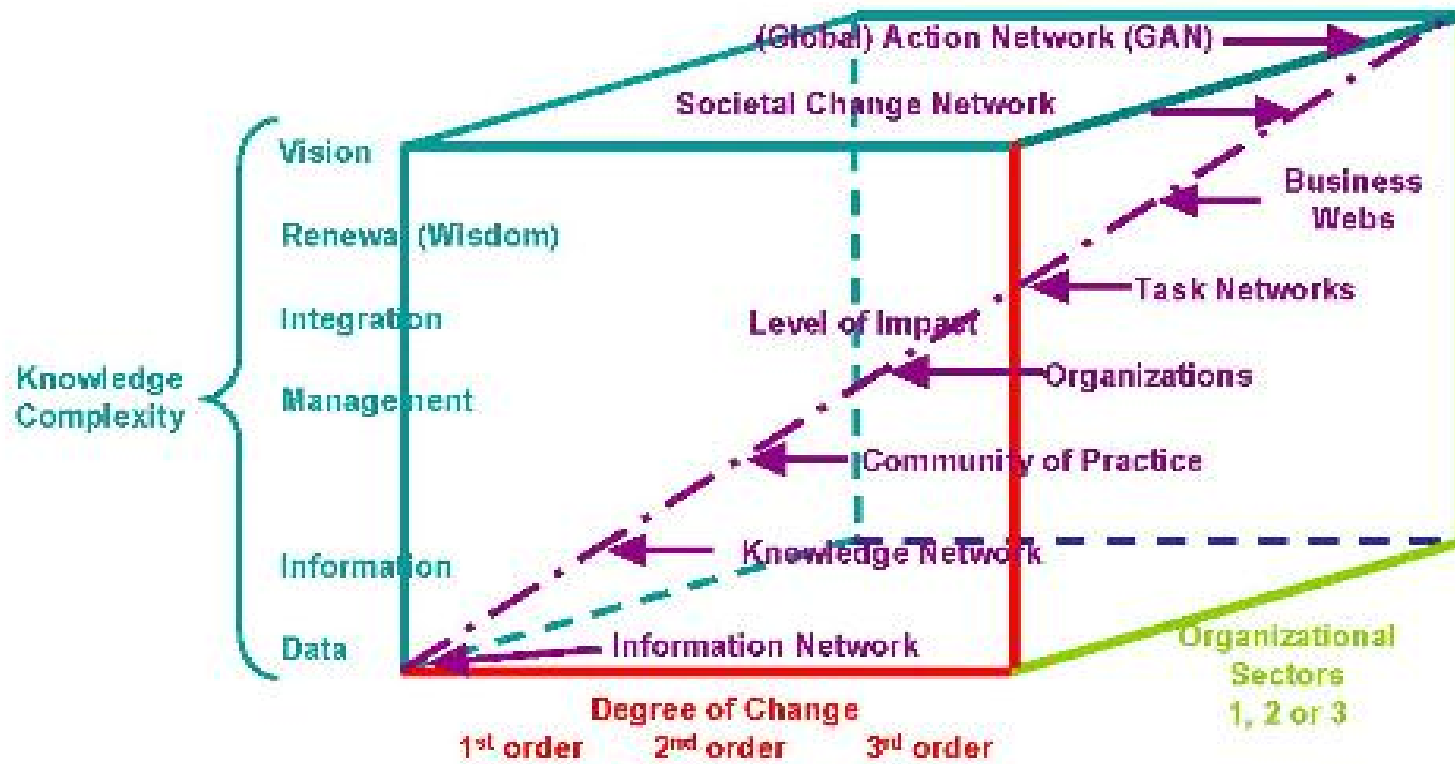 (Global) Action Network (GAN)
Societal Change Network
Vision
Business
Webs
Renewal (Wisdom)
Task Networks
Integration
Level of Impact
Knowledge
Complexity
Organizations
Management
Community of Practice
Knowledge Network
Information
Information Network
Data
Organizational
Sectors
1, 2 or 3
Degree of Change
1st order 2nd order 3rd order